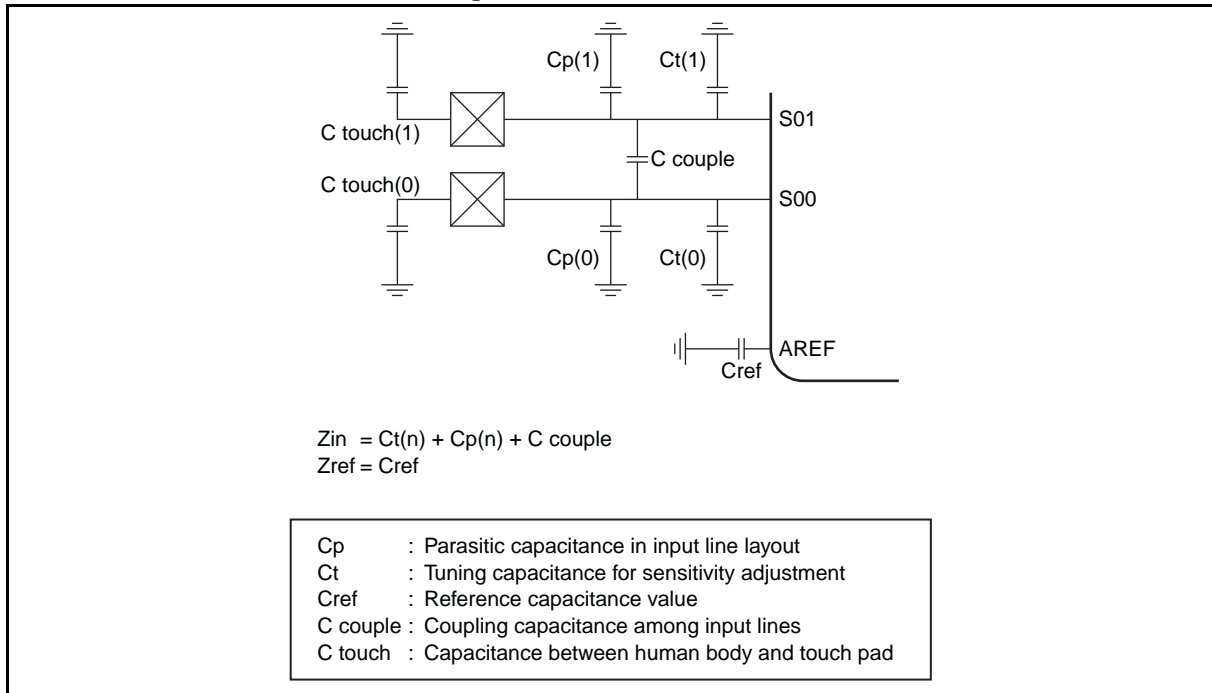 Cp(1)
Ct(1)
C touch(1)
S01
C couple
C touch(0)
S00
Cp(0)
Ct(0)
AREF
Cref
Zin = Ct(n) + Cp(n) + C couple
Zref = Cref
Cp : Parasitic capacitance in input line layout
Ct : Tuning capacitance for sensitivity adjustment
Cref : Reference capacitance value
C couple : Coupling capacitance among input lines
C touch : Capacitance between human body and touch pad